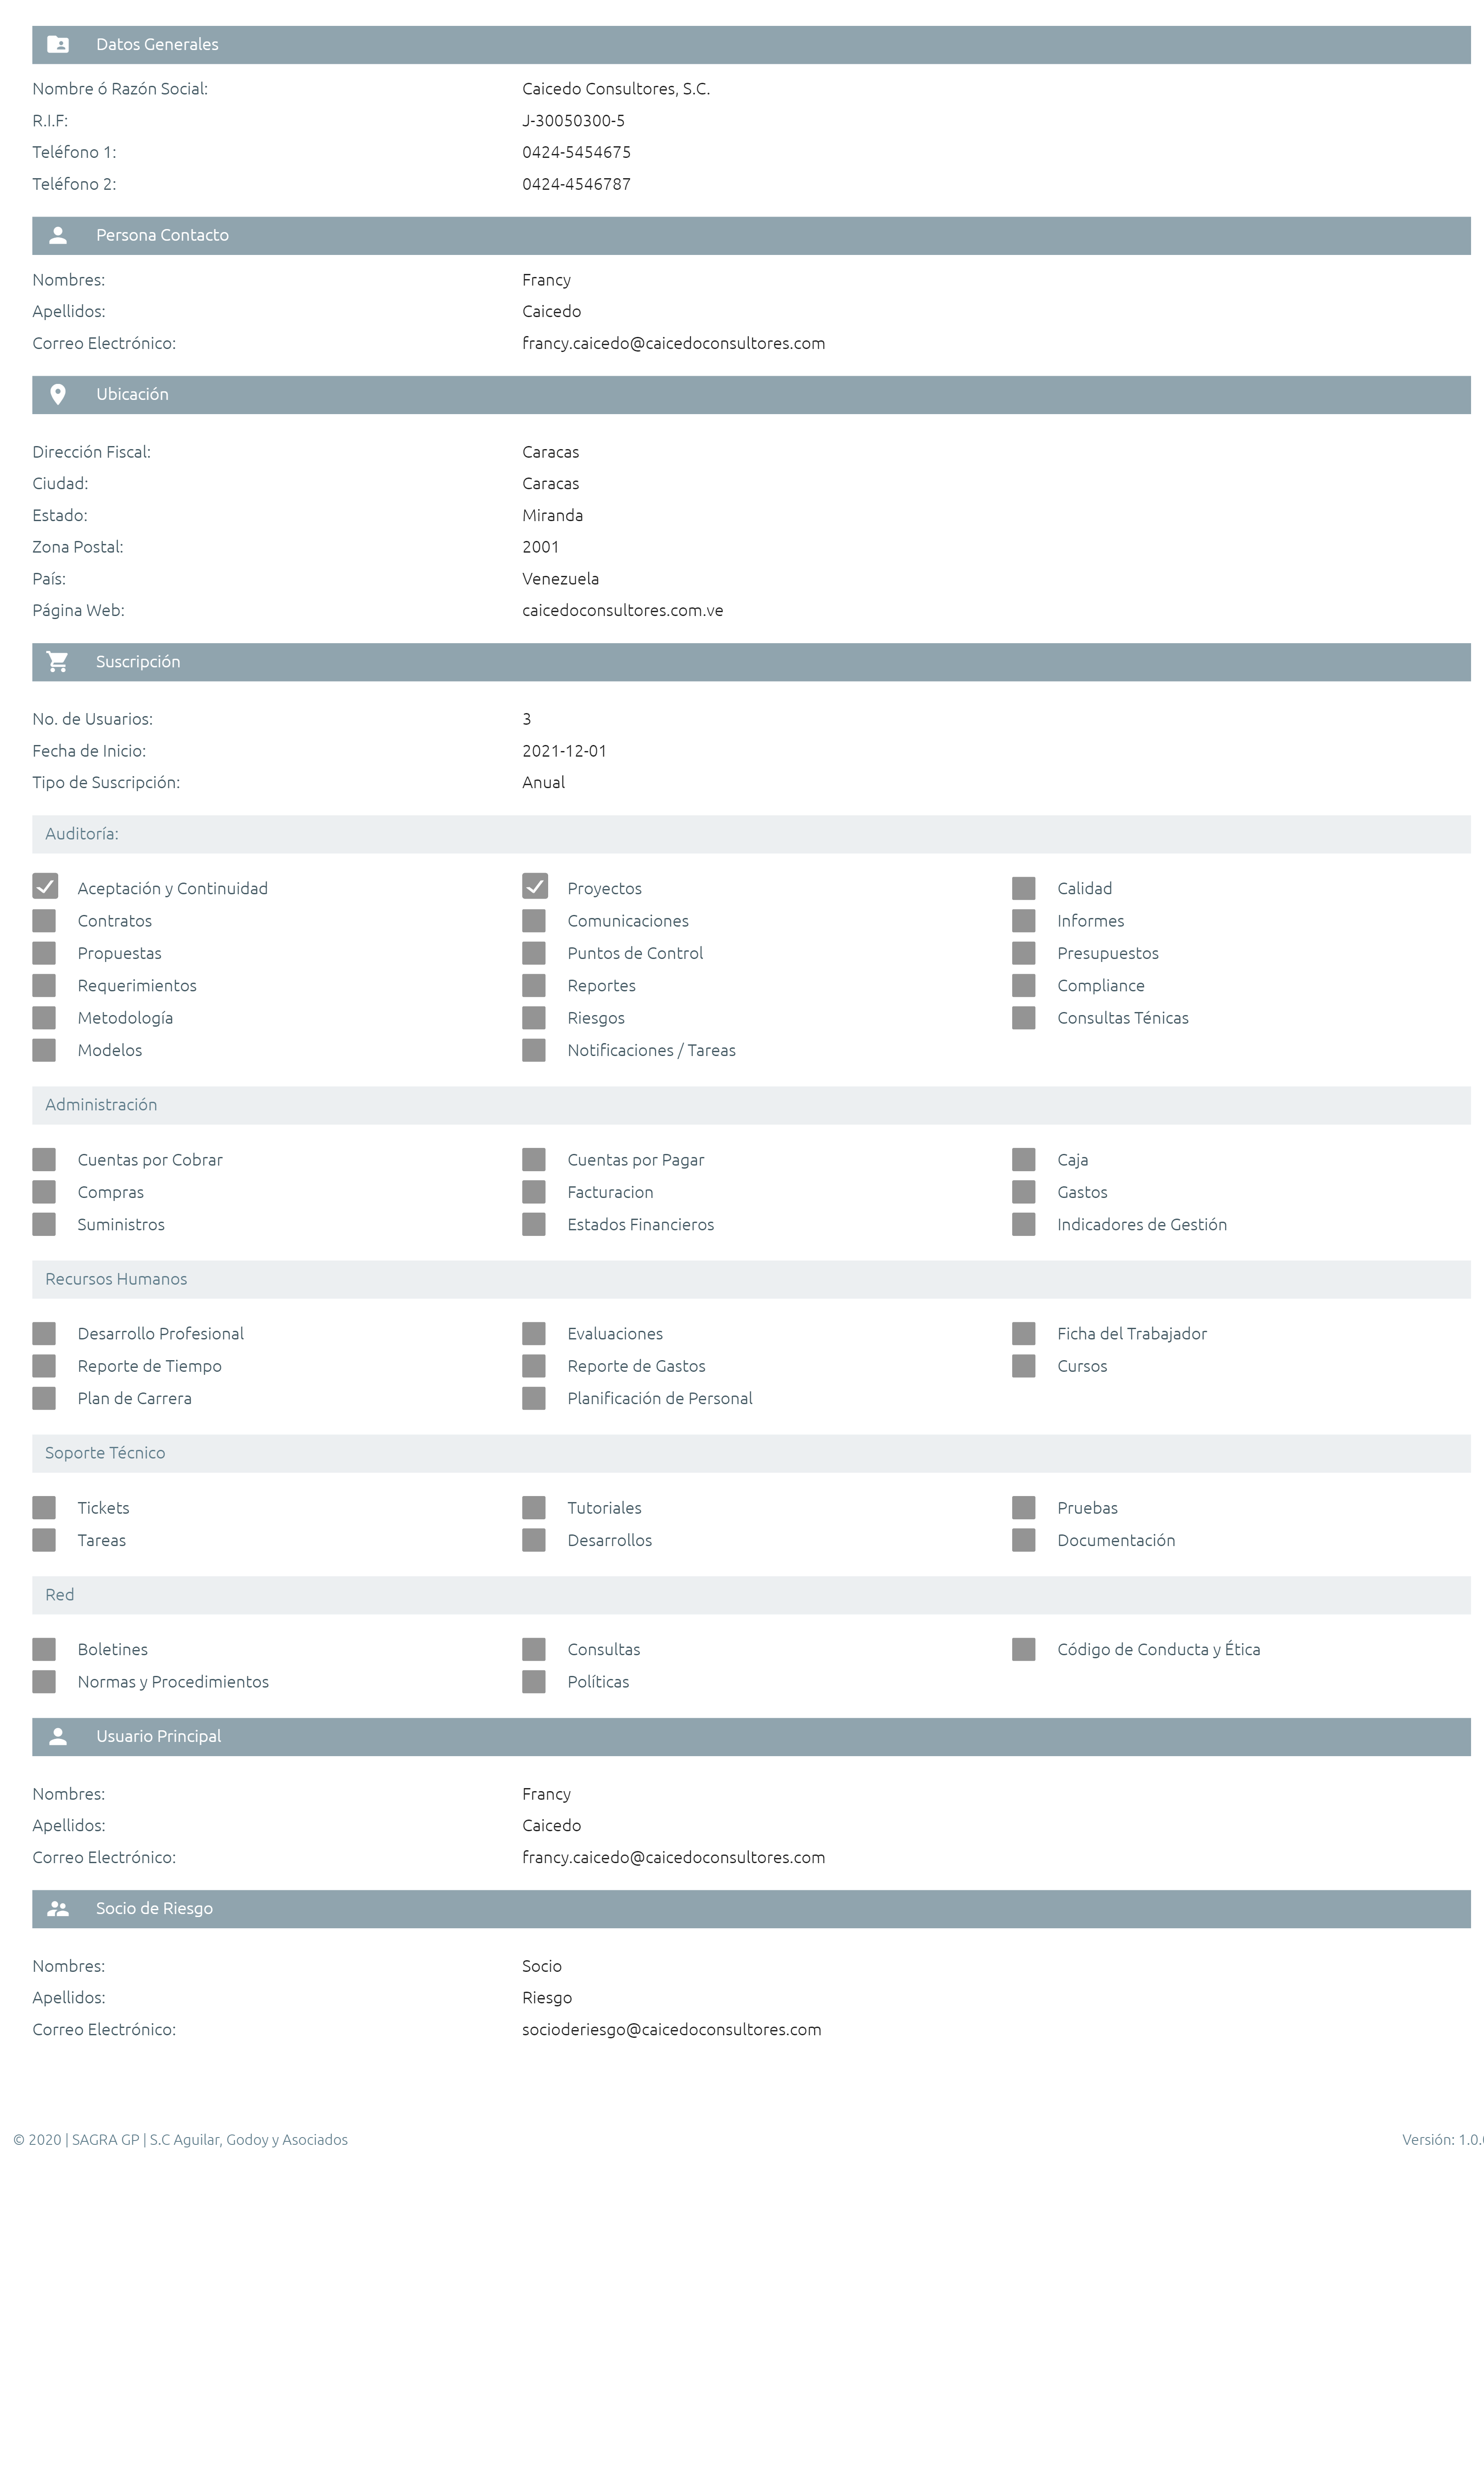 Datos Generales
Nombre ó Razón Social: Caicedo Consultores, S.C.
R.I.F: J-30050300-5
Teléfono 1: 0424-5454675
Teléfono 2: 0424-4546787
Persona Contacto
Nombres: Francy
Apellidos: Caicedo
Correo Electrónico: francy.caicedo@caicedoconsultores.com
Ubicación
Dirección Fiscal: Caracas
Ciudad: Caracas
Estado: Miranda
Zona Postal: 2001
País: Venezuela
Página Web: caicedoconsultores.com.ve
Suscripción
No. de Usuarios: 3
Fecha de Inicio: 2021-12-01
Tipo de Suscripción: Anual
Auditoría:
Aceptación y Continuidad Proyectos Calidad
Contratos Comunicaciones Informes
Propuestas Puntos de Control Presupuestos
Requerimientos Reportes Compliance
Metodología Riesgos Consultas Ténicas
Modelos Notificaciones / Tareas
Administración
Cuentas por Cobrar Cuentas por Pagar Caja
Compras Facturacion Gastos
Suministros Estados Financieros Indicadores de Gestión
Recursos Humanos
Desarrollo Profesional Evaluaciones Ficha del Trabajador
Reporte de Tiempo Reporte de Gastos Cursos
Plan de Carrera Planificación de Personal
Soporte Técnico
Tickets Tutoriales Pruebas
Tareas Desarrollos Documentación
Red
Boletines Consultas Código de Conducta y Ética
Normas y Procedimientos Políticas
Usuario Principal
Nombres: Francy
Apellidos: Caicedo
Correo Electrónico: francy.caicedo@caicedoconsultores.com
Socio de Riesgo
Nombres: Socio
Apellidos: Riesgo
Correo Electrónico: socioderiesgo@caicedoconsultores.com
© 2020 | SAGRA GP | S.C Aguilar, Godoy y Asociados Versión: 1.0.